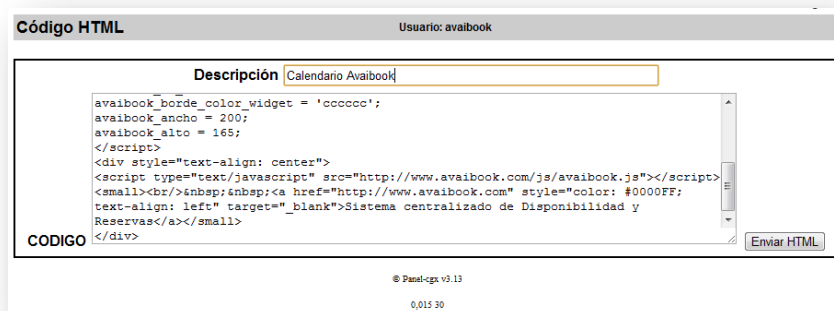 Código HTML Usuario: avaibook
Descripción Calendario Avaibook
avaibook_borde_color_widget = 'cccccc';
avaibook_ancho = 200;
avaibook_alto = 165;
</script>
<div style="text-align: center">
<script type="text/javascript" src="http://www.avaibook.com/js/avaibook.js"></script>
<small><br/>&nbsp;&nbsp;<a href="http://www.avaibook.com" style="color: #0000FF;
text-align: left" target="_blank">Sistema centralizado de Disponibilidad y
Reservas</a></small>
</div>
CODIGO Enviar HTML
® Panel-cgx v3.13
0,015 30